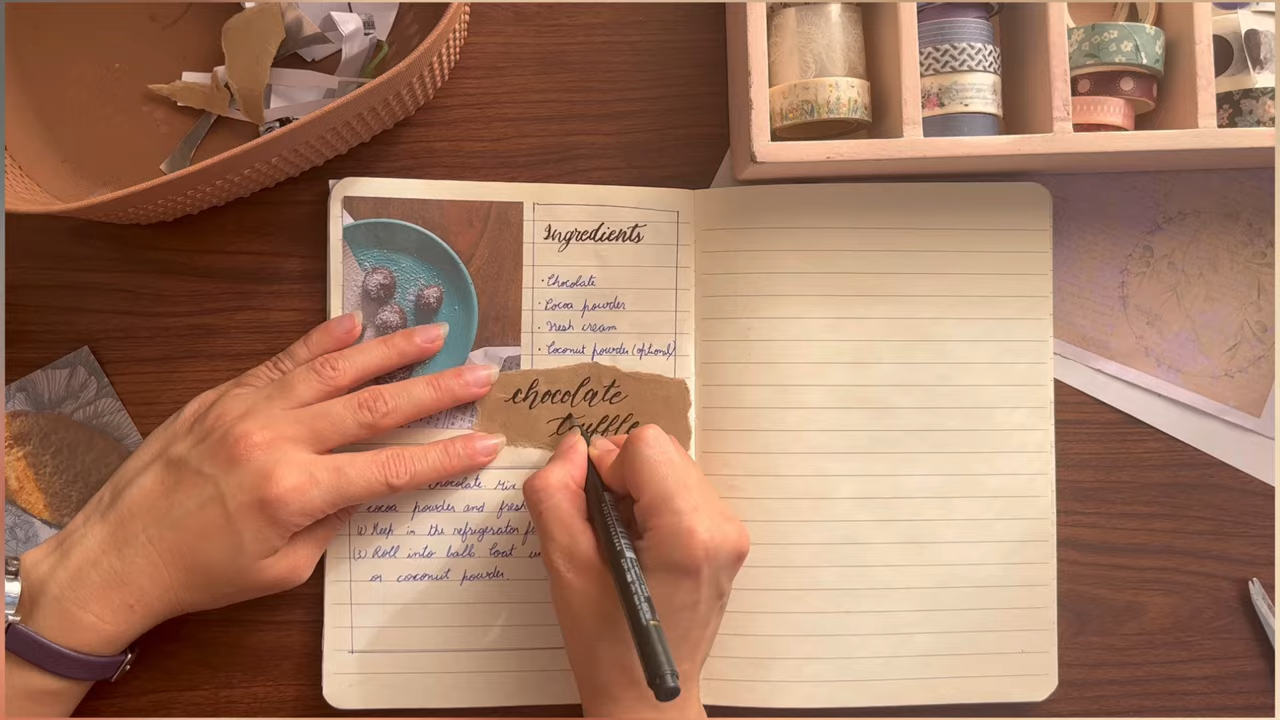 Ingredients
· Chocolate
· Cocoa powder
· Fresh cream
· Coconut powder (optional)
chocolate
truffle
chocolate. Mix
cocoa powder and fresh
(2) Keep in the refrigerator
(3) Roll into balls. Coat
or coconut powder.